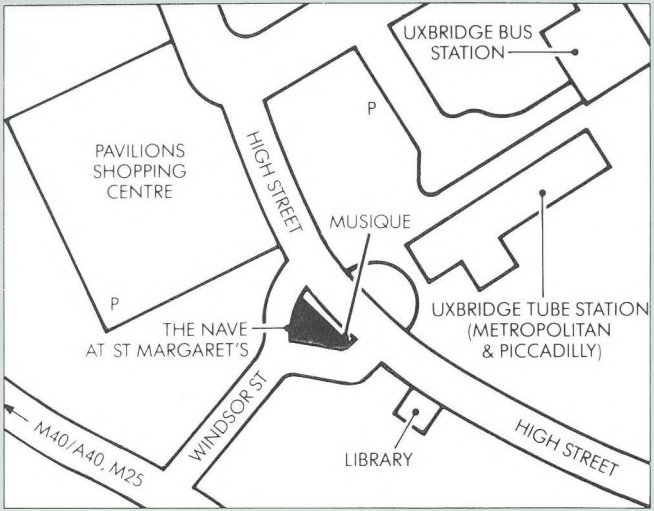 UXBRIDGE BUS
STATION
P
HIGH STREET
PAVILIONS
SHOPPING
CENTRE
MUSIQUE
P
THE NAVE
AT ST MARGARET'S
UXBRIDGE TUBE STATION
(METROPOLITAN
& PICCADILLY)
WINDSOR ST
M40/A40, M25
LIBRARY
HIGH STREET